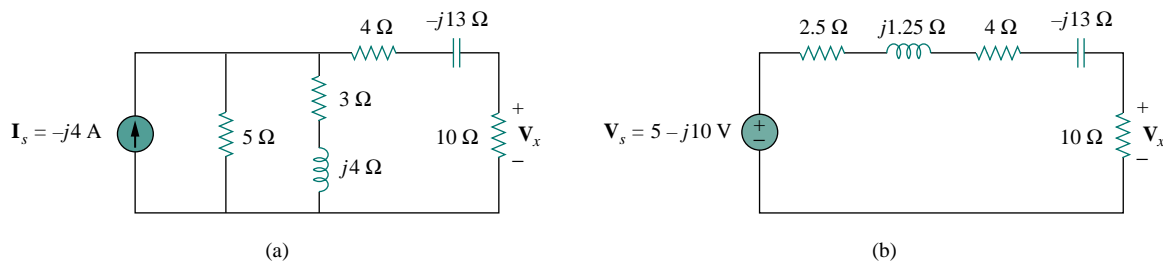 4 Ω
–j13 Ω
3 Ω
I_s = –j4 A
5 Ω
10 Ω
+
V_x
–
j4 Ω
(a)
2.5 Ω
j1.25 Ω
4 Ω
–j13 Ω
V_s = 5 – j10 V
+
–
10 Ω
+
V_x
–
(b)